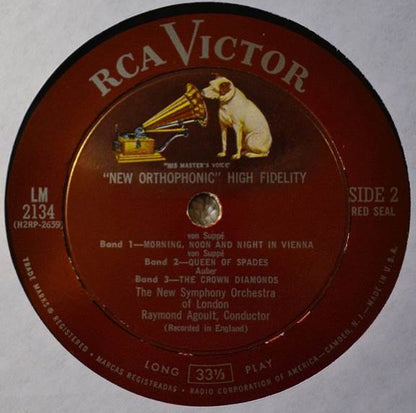 RCA VICTOR
"HIS MASTER'S VOICE"
"NEW ORTHOPHONIC" HIGH FIDELITY
LM
2134
(H2RP-2639)
SIDE 2
RED SEAL
von Suppé
Band 1—MORNING, NOON AND NIGHT IN VIENNA
von Suppé
Band 2—QUEEN OF SPADES
Auber
Band 3—THE CROWN DIAMONDS
The New Symphony Orchestra
of London
Raymond Agoult, Conductor
(Recorded in England)
LONG 33⅓ PLAY
TRADE MARKS ® REGISTERED • MARCAS REGISTRADAS • RADIO CORPORATION OF AMERICA—CAMDEN, N.J. MADE IN U.S.A.